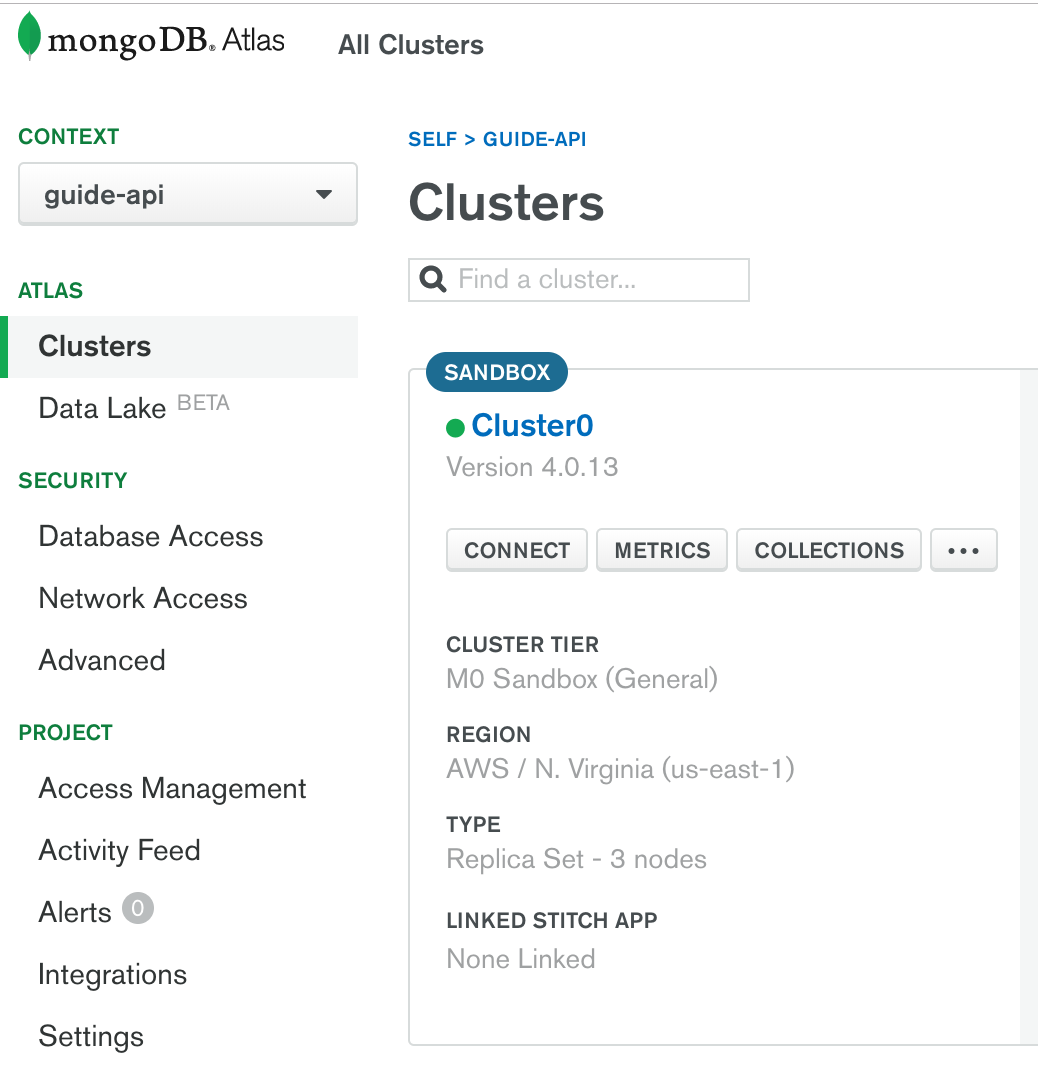 mongoDB® Atlas
All Clusters
CONTEXT
guide-api
ATLAS
Clusters
Data Lake BETA
SECURITY
Database Access
Network Access
Advanced
PROJECT
Access Management
Activity Feed
Alerts 0
Integrations
Settings
SELF > GUIDE-API
Clusters
Find a cluster...
SANDBOX
Cluster0
Version 4.0.13
CONNECT METRICS COLLECTIONS •••
CLUSTER TIER
M0 Sandbox (General)
REGION
AWS / N. Virginia (us-east-1)
TYPE
Replica Set - 3 nodes
LINKED STITCH APP
None Linked